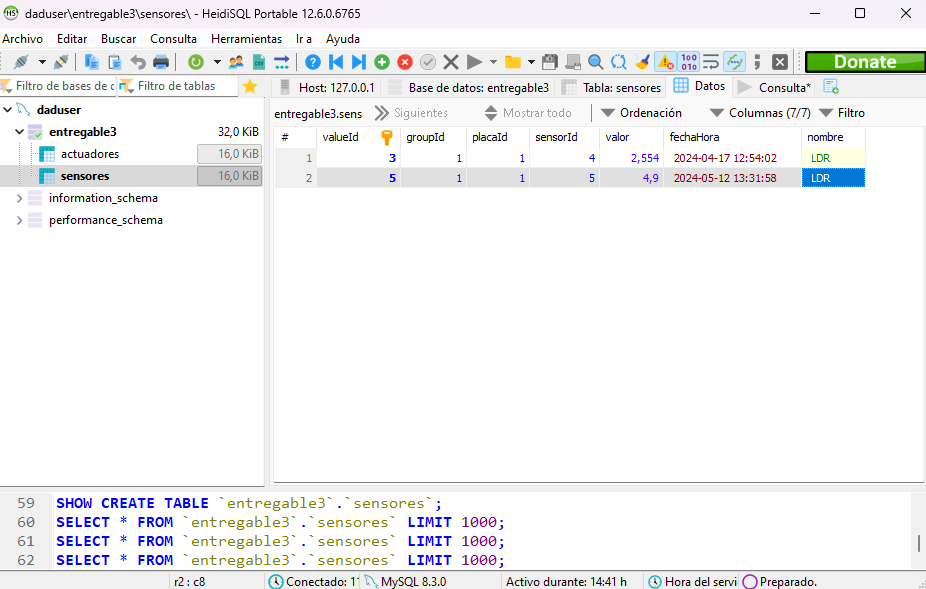 HS daduser\entregable3\sensores\ - HeidiSQL Portable 12.6.0.6765
Archivo Editar Buscar Consulta Herramientas Ir a Ayuda
Donate
Filtro de bases de d Filtro de tablas
Host: 127.0.0.1 Base de datos: entregable3 Tabla: sensores Datos Consulta*
daduser
entregable3 32,0 KiB
actuadores 16,0 KiB
sensores 16,0 KiB
information_schema
performance_schema
entregable3.sens Siguientes Mostrar todo Ordenación Columnas (7/7) Filtro
# valueId groupId placaId sensorId valor fechaHora nombre
1 3 1 1 4 2,554 2024-04-17 12:54:02 LDR
2 5 1 1 5 4,9 2024-05-12 13:31:58 LDR
59 SHOW CREATE TABLE `entregable3`.`sensores`;
60 SELECT * FROM `entregable3`.`sensores` LIMIT 1000;
61 SELECT * FROM `entregable3`.`sensores` LIMIT 1000;
62 SELECT * FROM `entregable3`.`sensores` LIMIT 1000;
r2 : c8 Conectado: 11 MySQL 8.3.0 Activo durante: 14:41 h Hora del servi Preparado.